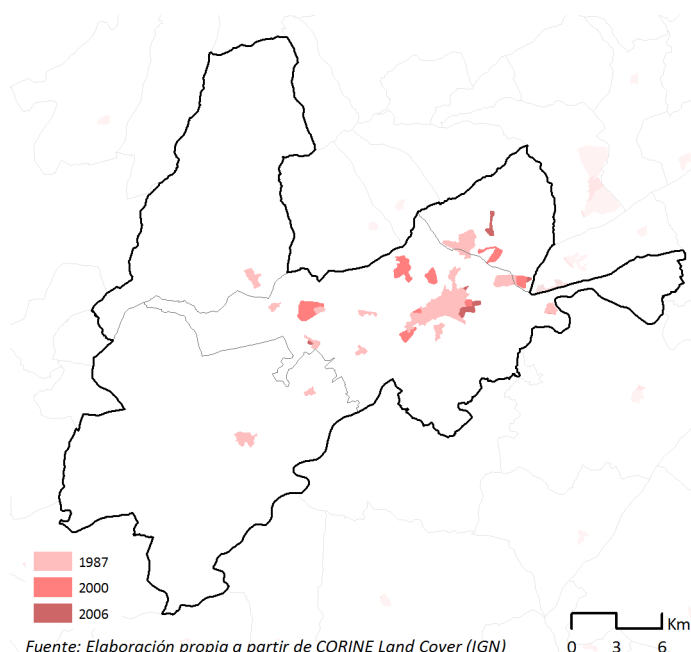 1987
2000
2006
Km
0 3 6
Fuente: Elaboración propia a partir de CORINE Land Cover (IGN)